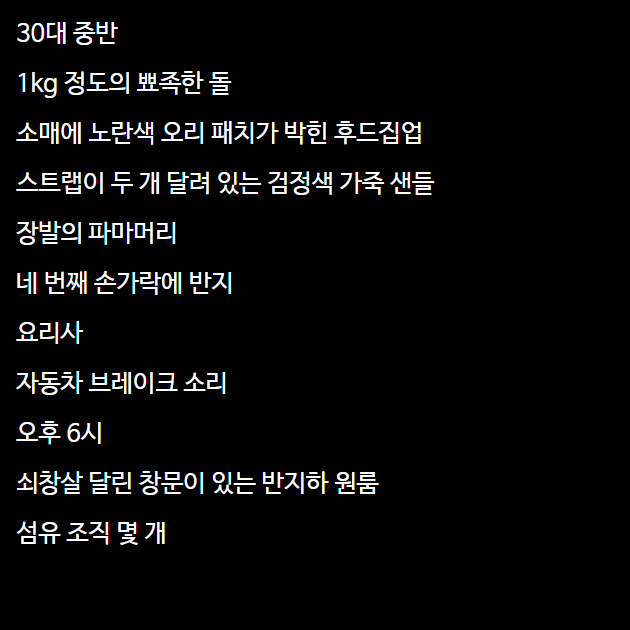 30대 중반
1kg 정도의 뾰족한 돌
소매에 노란색 오리 패치가 박힌 후드집업
스트랩이 두 개 달려 있는 검정색 가죽 샌들
장발의 파마머리
네 번째 손가락에 반지
요리사
자동차 브레이크 소리
오후 6시
쇠창살 달린 창문이 있는 반지하 원룸
섬유 조직 몇 개